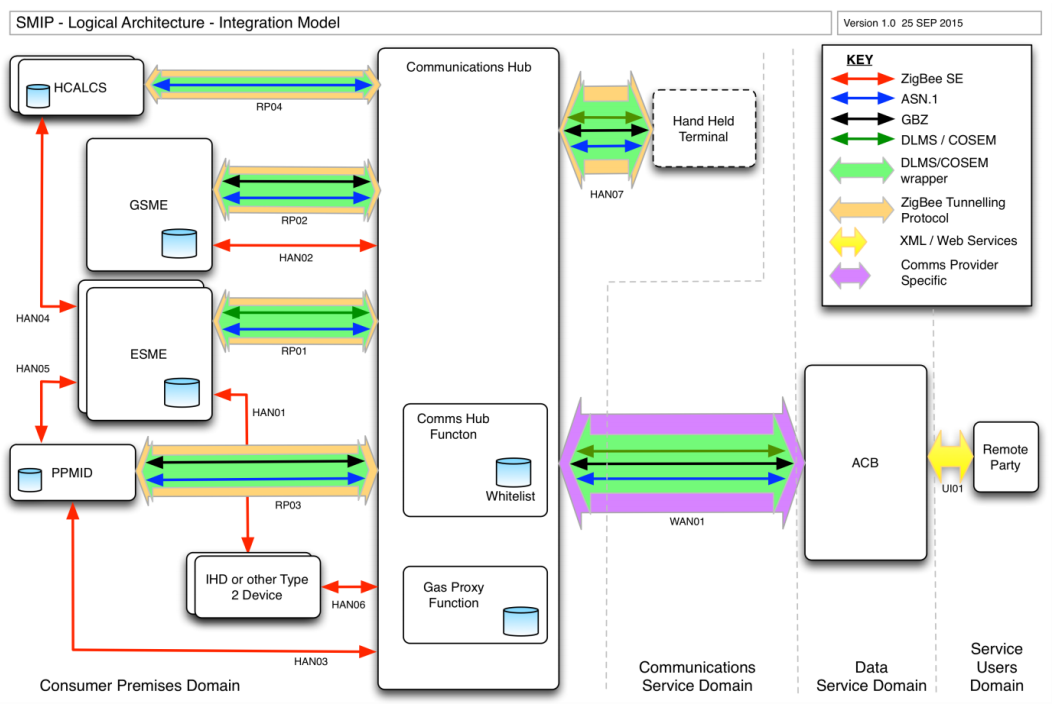 SMIP - Logical Architecture - Integration Model
Version 1.0 25 SEP 2015
HCALCS
RP04
Communications Hub
Hand Held
Terminal
HAN07
KEY
ZigBee SE
ASN.1
GBZ
DLMS / COSEM
DLMS/COSEM
wrapper
ZigBee Tunnelling
Protocol
XML / Web Services
Comms Provider
Specific
GSME
RP02
HAN02
HAN04
ESME
RP01
HAN05
HAN01
PPMID
RP03
Comms Hub
Functon
Whitelist
WAN01
ACB
UI01
Remote
Party
IHD or other Type
2 Device
HAN06
Gas Proxy
Function
HAN03
Consumer Premises Domain
Communications
Service Domain
Data
Service Domain
Service
Users
Domain